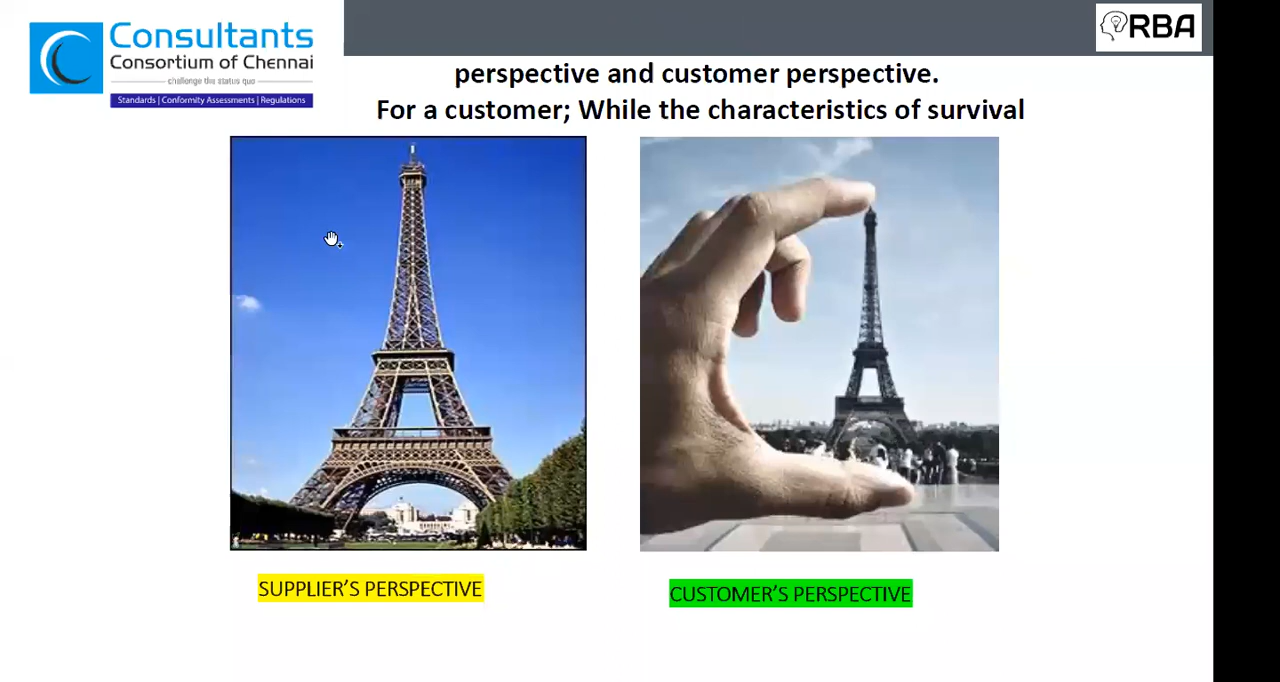 Consultants
Consortium of Chennai
challenge the status quo
Standards | Conformity Assessments | Regulations
RBA
perspective and customer perspective.
For a customer; While the characteristics of survival
SUPPLIER'S PERSPECTIVE
CUSTOMER'S PERSPECTIVE